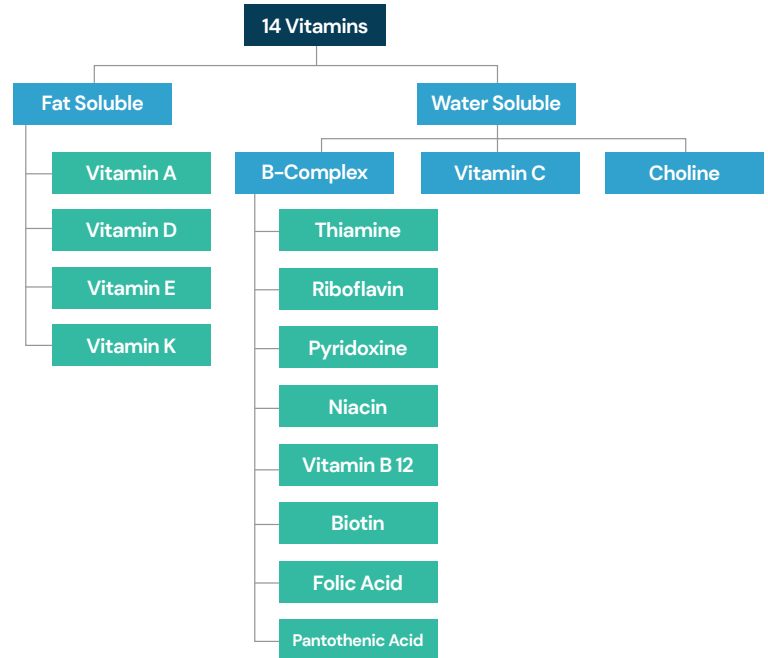 14 Vitamins
Fat Soluble
Water Soluble
Vitamin A
Vitamin D
Vitamin E
Vitamin K
B-Complex
Vitamin C
Choline
Thiamine
Riboflavin
Pyridoxine
Niacin
Vitamin B 12
Biotin
Folic Acid
Pantothenic Acid